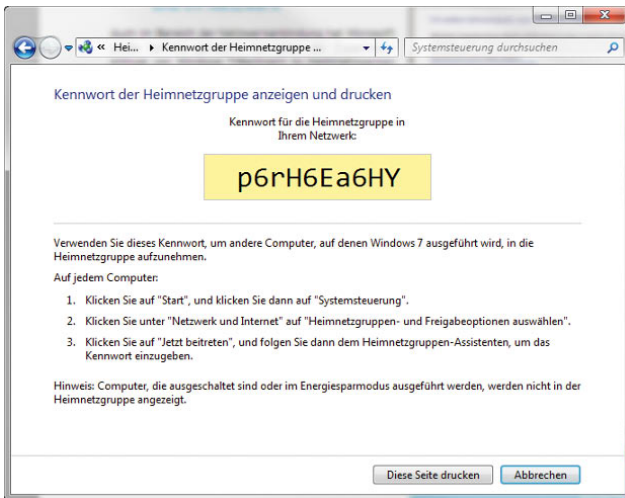 « Hei... ▸ Kennwort der Heimnetzgruppe ...
Systemsteuerung durchsuchen
Kennwort der Heimnetzgruppe anzeigen und drucken
Kennwort für die Heimnetzgruppe in
Ihrem Netzwerk:
p6rH6Ea6HY
Verwenden Sie dieses Kennwort, um andere Computer, auf denen Windows 7 ausgeführt wird, in die
Heimnetzgruppe aufzunehmen.
Auf jedem Computer:
1. Klicken Sie auf "Start", und klicken Sie dann auf "Systemsteuerung".
2. Klicken Sie unter "Netzwerk und Internet" auf "Heimnetzgruppen- und Freigabeoptionen auswählen".
3. Klicken Sie auf "Jetzt beitreten", und folgen Sie dann dem Heimnetzgruppen-Assistenten, um das
Kennwort einzugeben.
Hinweis: Computer, die ausgeschaltet sind oder im Energiesparmodus ausgeführt werden, werden nicht in der
Heimnetzgruppe angezeigt.
Diese Seite drucken Abbrechen